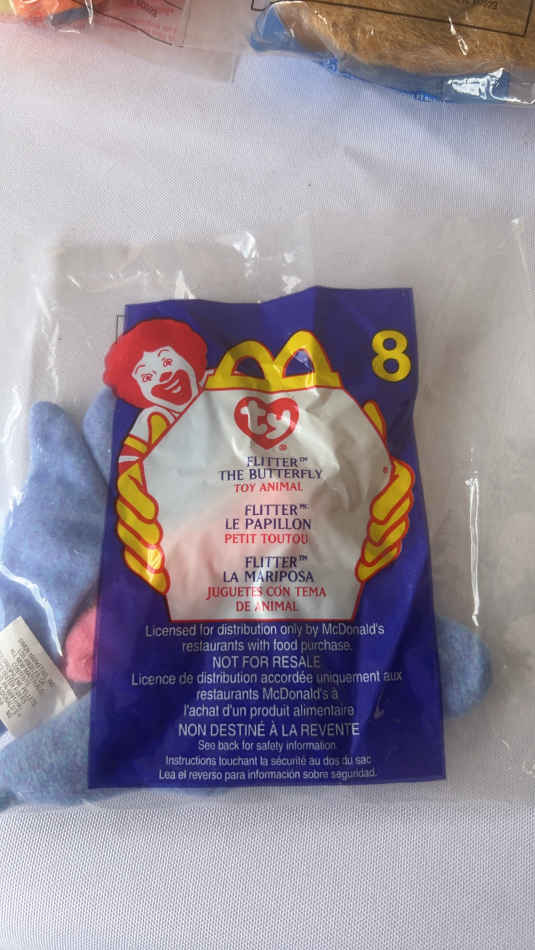 8
ty
®
FLITTER™
THE BUTTERFLY
TOY ANIMAL
FLITTER™
LE PAPILLON
PETIT TOUTOU
FLITTER™
LA MARIPOSA
JUGUETES CON TEMA
DE ANIMAL
Licensed for distribution only by McDonald's
restaurants with food purchase.
NOT FOR RESALE
Licence de distribution accordée uniquement aux
restaurants McDonald's à
l'achat d'un produit alimentaire
NON DESTINÉ À LA REVENTE
See back for safety information.
Instructions touchant la sécurité au dos du sac
Lea el reverso para información sobre seguridad.